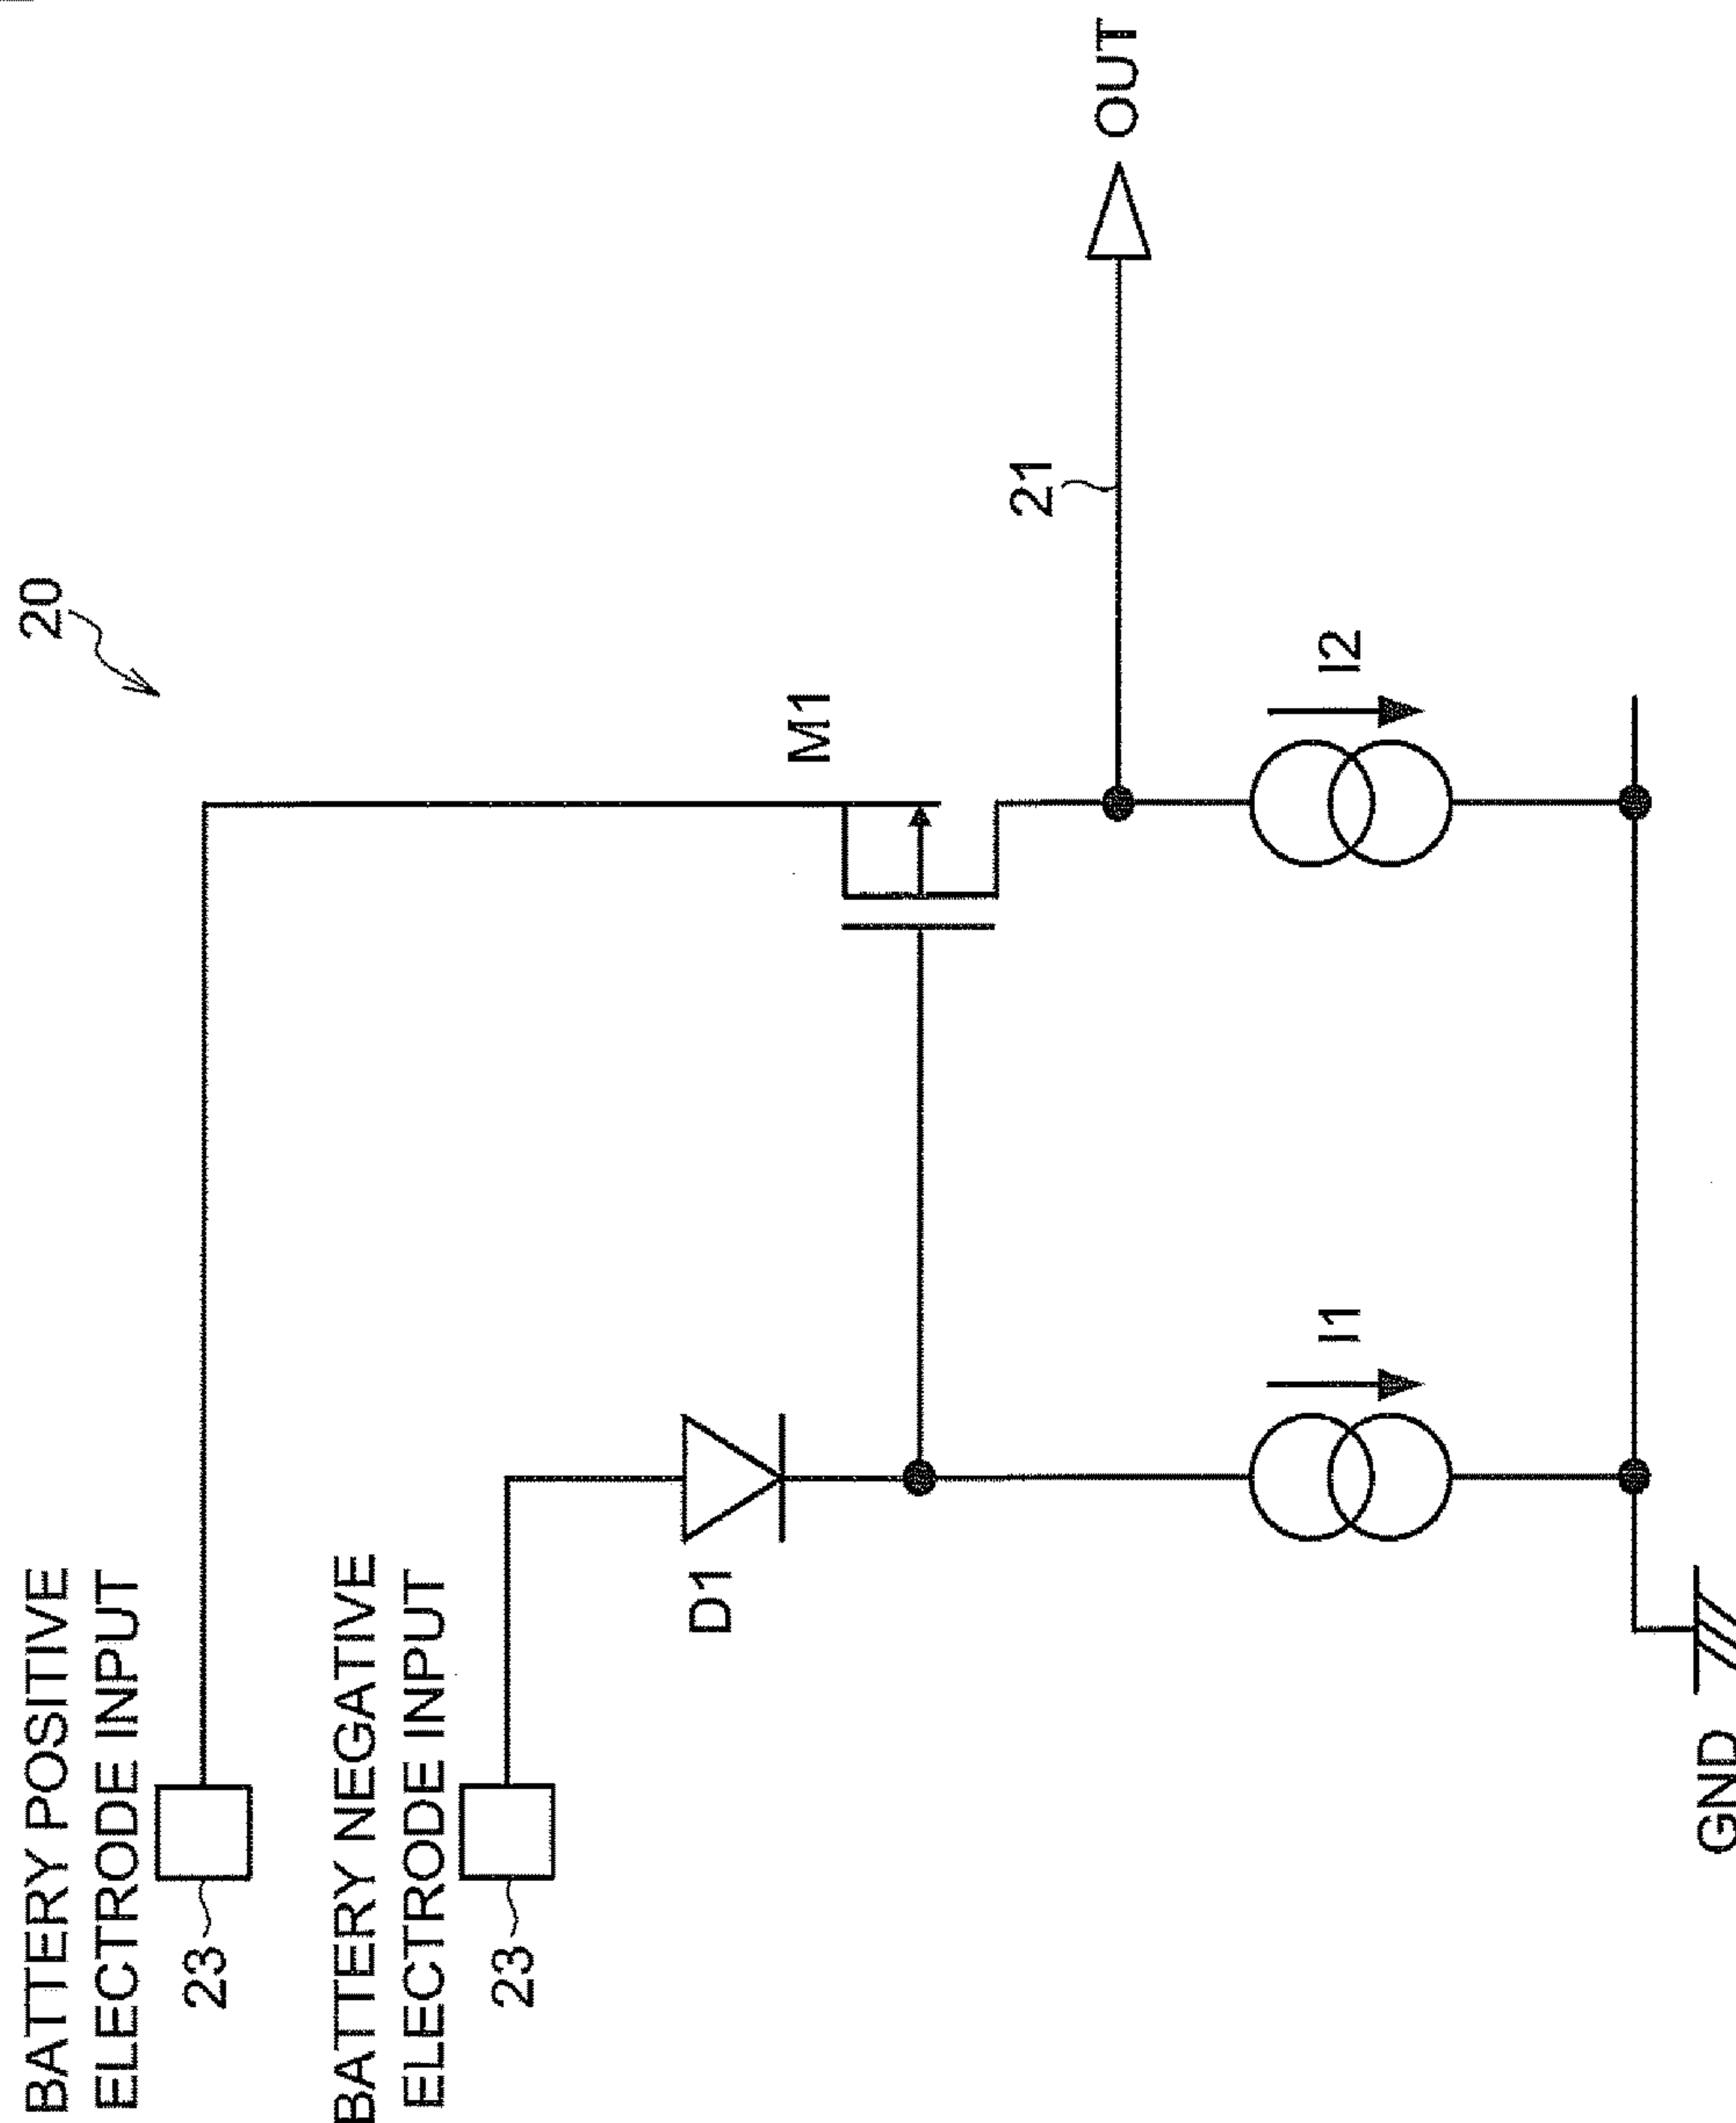 20
BATTERY POSITIVE
ELECTRODE INPUT
23
BATTERY NEGATIVE
ELECTRODE INPUT
23
D1
M1
21
OUT
I1
I2
GND